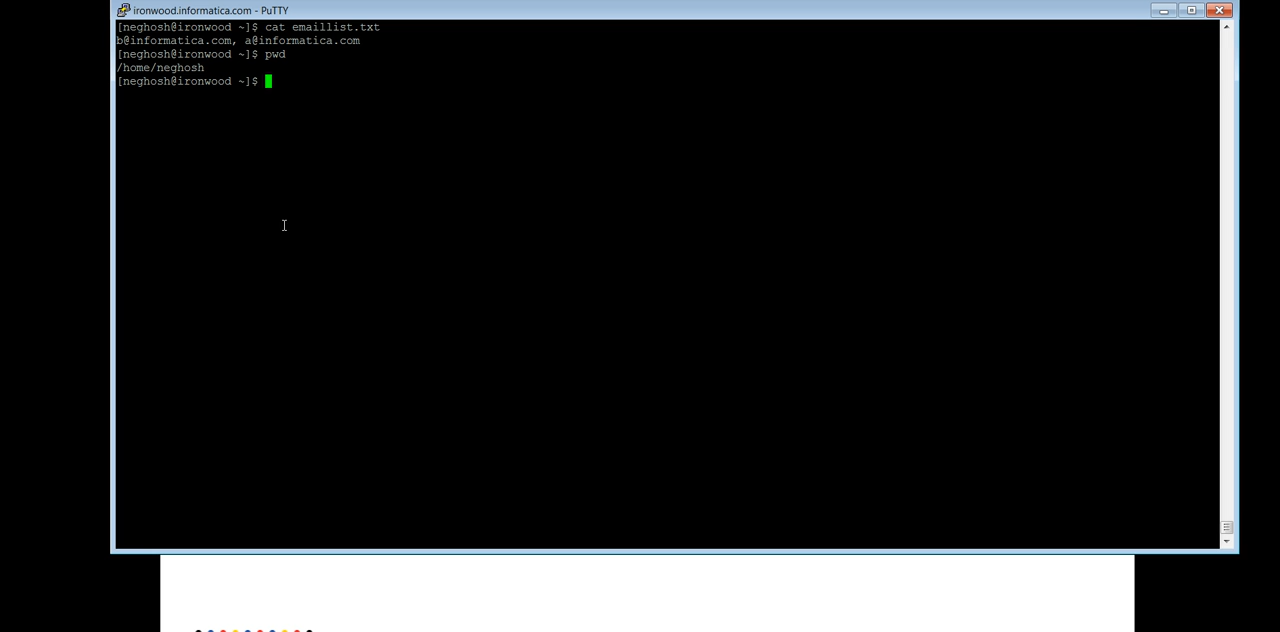 ironwood.informatica.com - PuTTY
[neghosh@ironwood ~]$ cat emaillist.txt
b@informatica.com, a@informatica.com
[neghosh@ironwood ~]$ pwd
/home/neghosh
[neghosh@ironwood ~]$